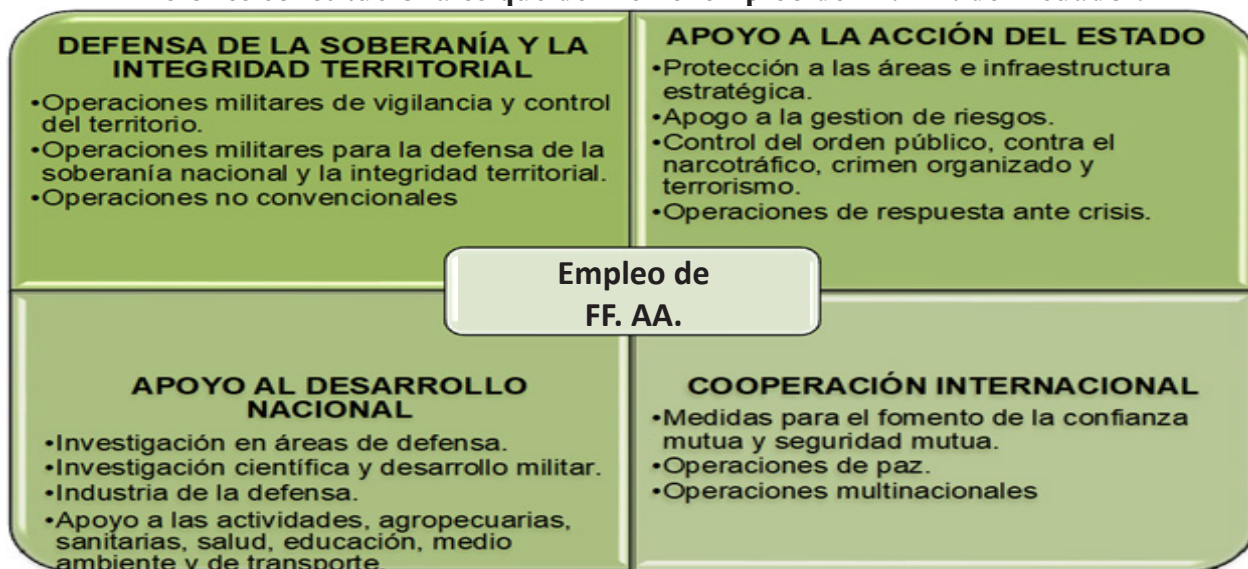 DEFENSA DE LA SOBERANÍA Y LA
INTEGRIDAD TERRITORIAL
•Operaciones militares de vigilancia y control
del territorio.
•Operaciones militares para la defensa de la
soberanía nacional y la integridad territorial.
•Operaciones no convencionales
APOYO A LA ACCIÓN DEL ESTADO
•Protección a las áreas e infraestructura
estratégica.
•Apogo a la gestion de riesgos.
•Control del orden público, contra el
narcotráfico, crimen organizado y
terrorismo.
•Operaciones de respuesta ante crisis.
Empleo de
FF. AA.
APOYO AL DESARROLLO
NACIONAL
•Investigación en áreas de defensa.
•Investigación científica y desarrollo militar.
•Industria de la defensa.
•Apoyo a las actividades, agropecuarias,
sanitarias, salud, educación, medio
ambiente y de transporte.
COOPERACIÓN INTERNACIONAL
•Medidas para el fomento de la confianza
mutua y seguridad mutua.
•Operaciones de paz.
•Operaciones multinacionales